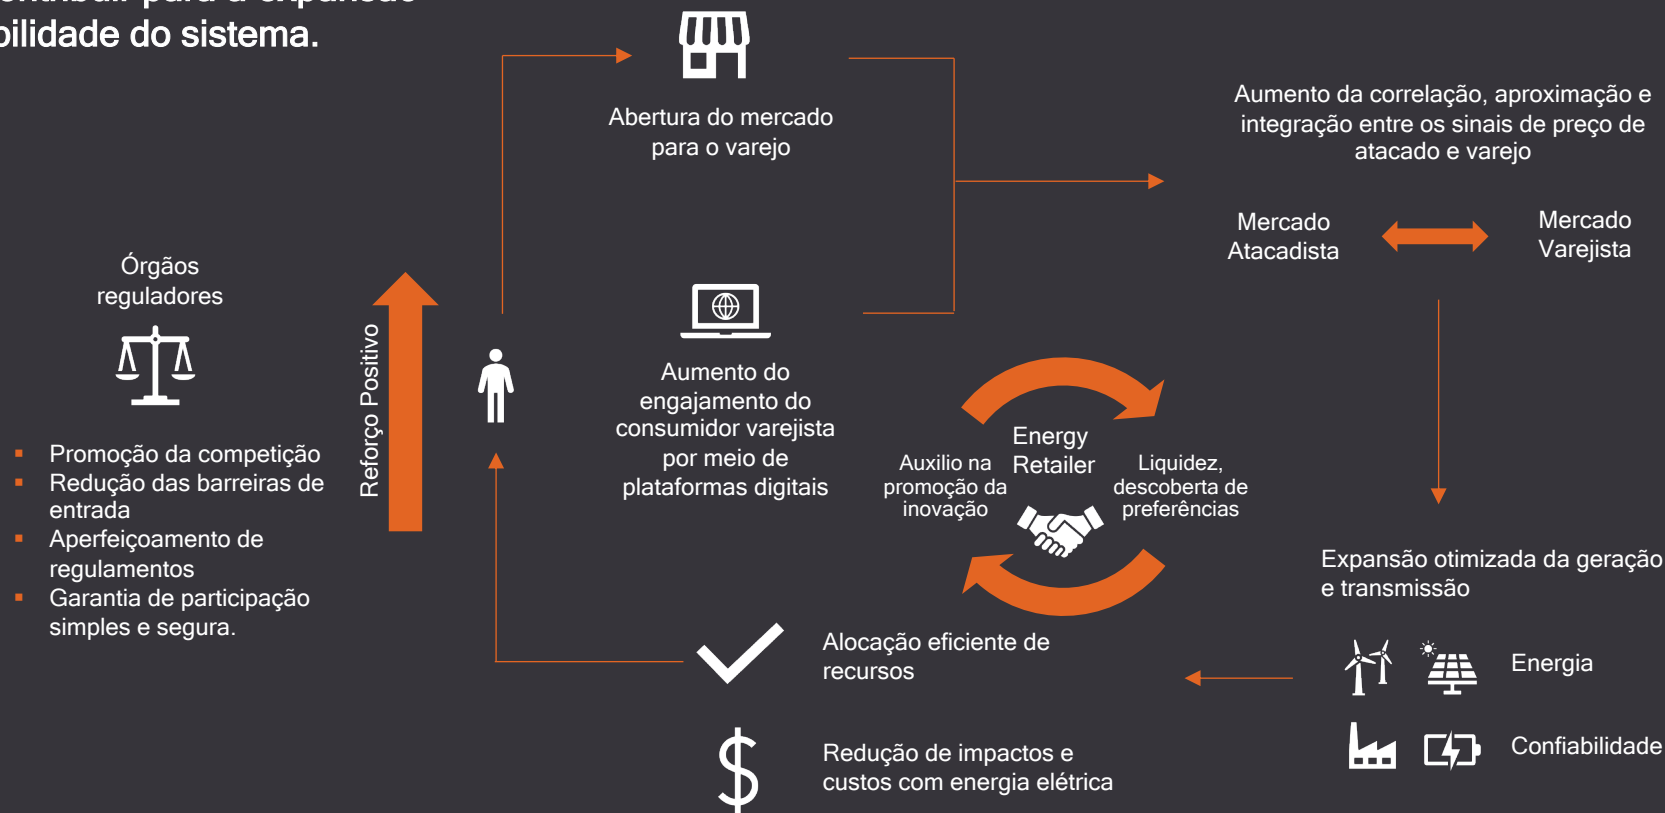 bilidade do sistema.
Abertura do mercado
para o varejo
Aumento da correlação, aproximação e
integração entre os sinais de preço de
atacado e varejo
Mercado
Atacadista
Mercado
Varejista
Órgãos
reguladores
Promoção da competição
Redução das barreiras de
entrada
Aperfeiçoamento de
regulamentos
Garantia de participação
simples e segura.
Reforço Positivo
Aumento do
engajamento do
consumidor varejista
por meio de
plataformas digitais
Energy
Retailer
Auxilio na
promoção da
inovação
Liquidez,
descoberta de
preferências
Expansão otimizada da geração
e transmissão
Energia
Confiabilidade
Alocação eficiente de
recursos
$ Redução de impactos e
custos com energia elétrica